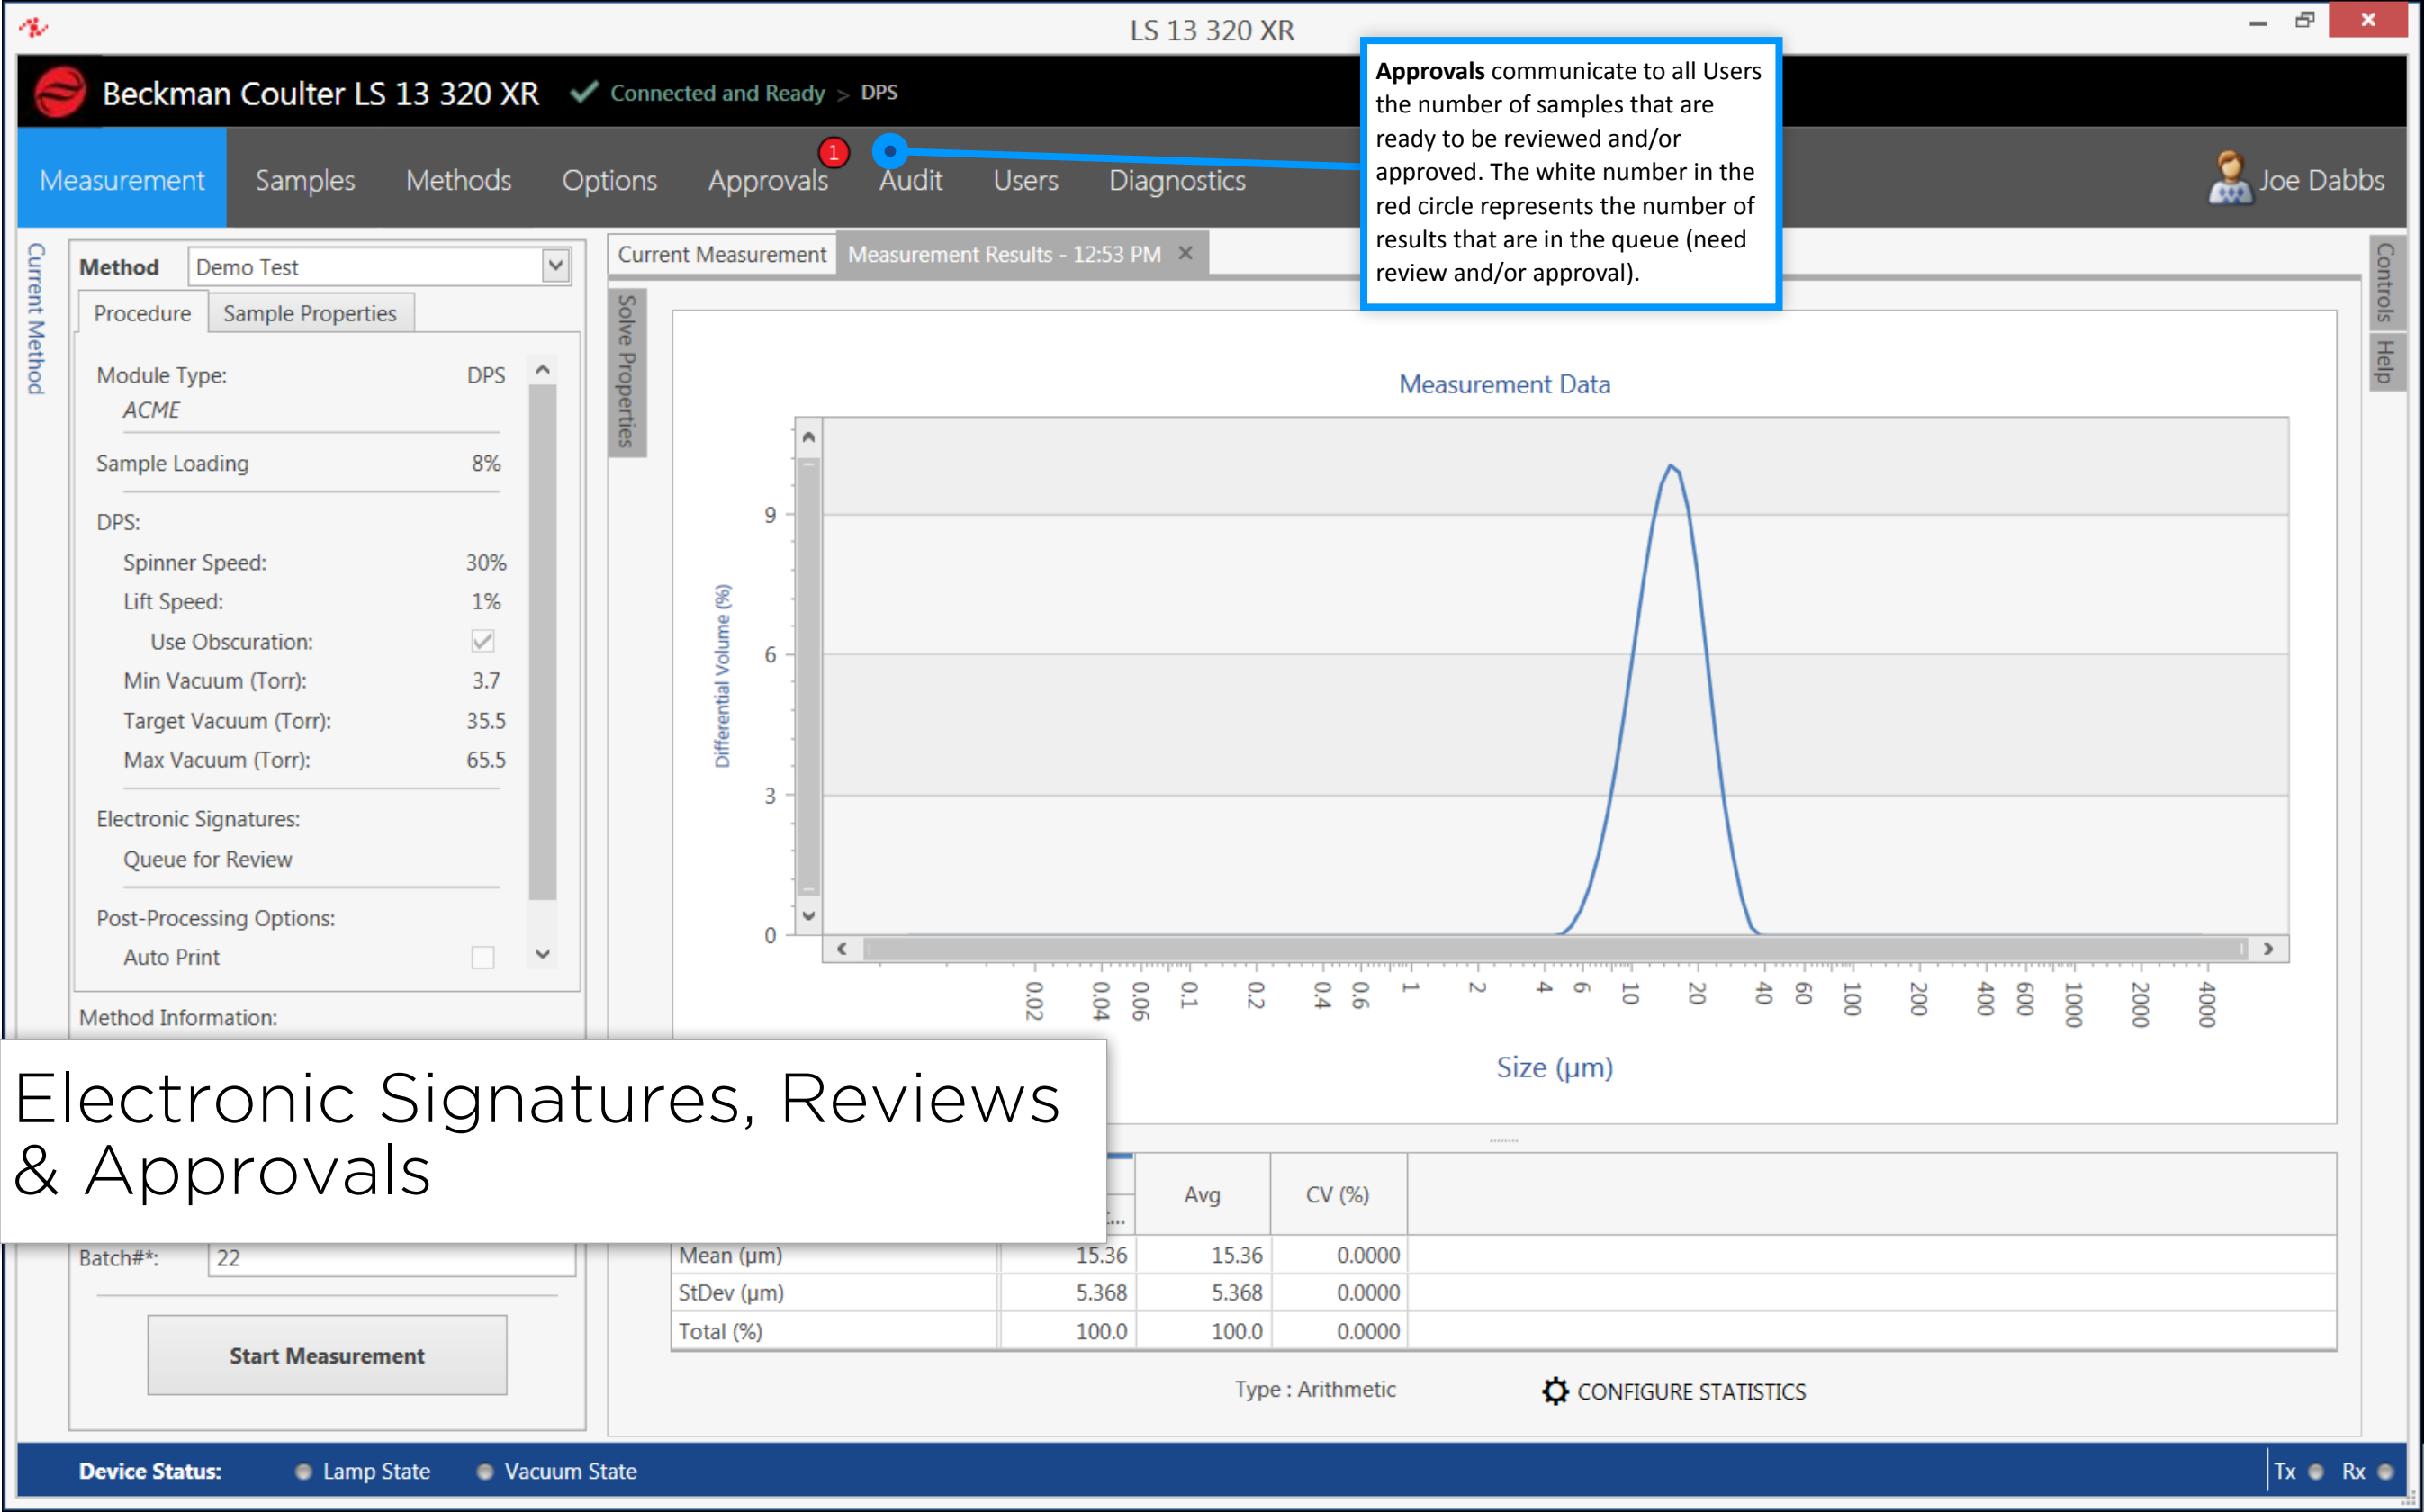 LS 13 320 XR
Beckman Coulter LS 13 320 XR Connected and Ready > DPS
Approvals communicate to all Users
the number of samples that are
ready to be reviewed and/or
approved. The white number in the
red circle represents the number of
results that are in the queue (need
review and/or approval).
Measurement Samples Methods Options Approvals 1 Audit Users Diagnostics
Joe Dabbs
Current Method
Method Demo Test
Procedure Sample Properties
Module Type: DPS
ACME
Sample Loading 8%
DPS:
Spinner Speed: 30%
Lift Speed: 1%
Use Obscuration:
Min Vacuum (Torr): 3.7
Target Vacuum (Torr): 35.5
Max Vacuum (Torr): 65.5
Electronic Signatures:
Queue for Review
Post-Processing Options:
Auto Print
Method Information:
Current Measurement Measurement Results - 12:53 PM
Solve Properties
Controls
Help
Measurement Data
Differential Volume (%)
9
6
3
0
0.02 0.04 0.06 0.1 0.2 0.4 0.6 1 2 4 6 10 20 40 60 100 200 400 600 1000 2000 4000
Size (µm)
Electronic Signatures, Reviews
& Approvals
Batch#*: 22
Start Measurement
Avg CV (%)
Mean (µm) 15.36 15.36 0.0000
StDev (µm) 5.368 5.368 0.0000
Total (%) 100.0 100.0 0.0000
Type : Arithmetic CONFIGURE STATISTICS
Device Status: Lamp State Vacuum State
Tx Rx